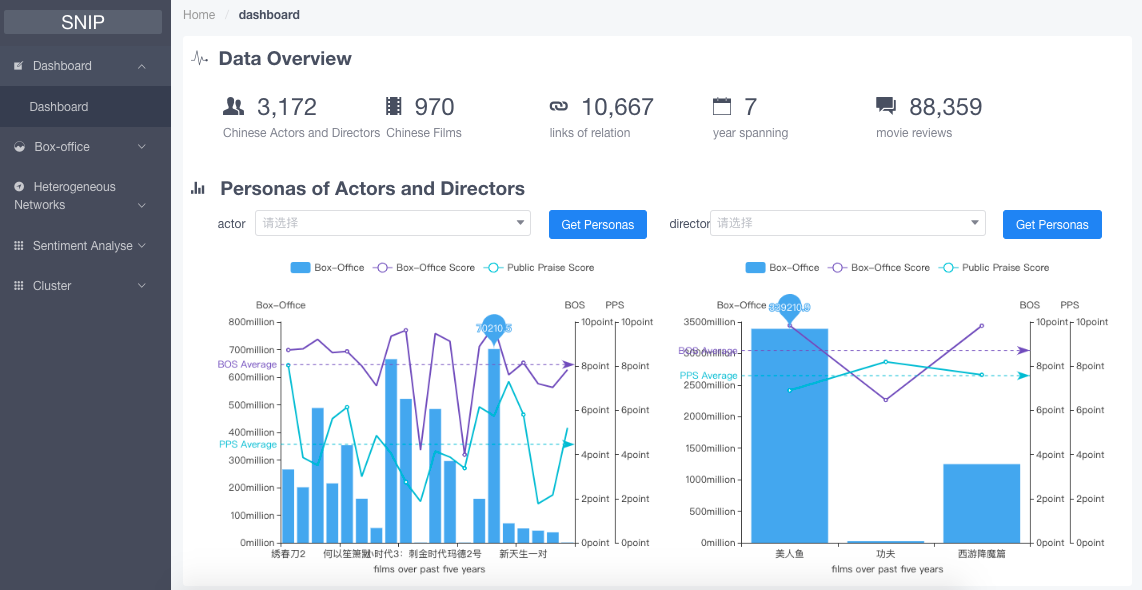 SNIP
Dashboard
Dashboard
Box-office
Heterogeneous
Networks
Sentiment Analyse
Cluster
Home / dashboard
Data Overview
3,172
Chinese Actors and Directors
970
Chinese Films
10,667
links of relation
7
year spanning
88,359
movie reviews
Personas of Actors and Directors
actor 请选择 Get Personas
director 请选择 Get Personas
Box-Office Box-Office Score Public Praise Score
Box-Office BOS PPS
800million
700million
600million
500million
400million
300million
200million
100million
0million
BOS Average
PPS Average
70210.5
10point 10point
8point 8point
6point 6point
4point 4point
2point 2point
0point 0point
绣春刀2 何以笙箫默 时代3: 刺金时代 玛德2号 新天生一对
films over past five years
Box-Office Box-Office Score Public Praise Score
Box-Office BOS PPS
339210.9
3500million
3000million
2500million
2000million
1500million
1000million
500million
0million
BOS Average
PPS Average
10point 10point
8point 8point
6point 6point
4point 4point
2point 2point
0point 0point
美人鱼 功夫 西游降魔篇
films over past five years